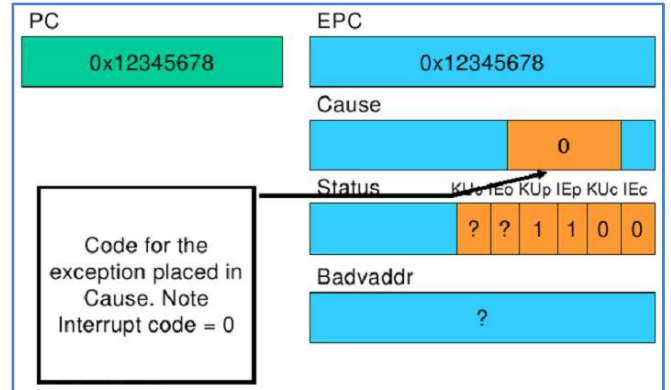 PC
EPC
0x12345678
0x12345678
Cause
0
Status
IEo KUp IEp KUc IEc
? ? 1 1 0 0
Code for the
exception placed in
Cause. Note
Interrupt code = 0
Badvaddr
?